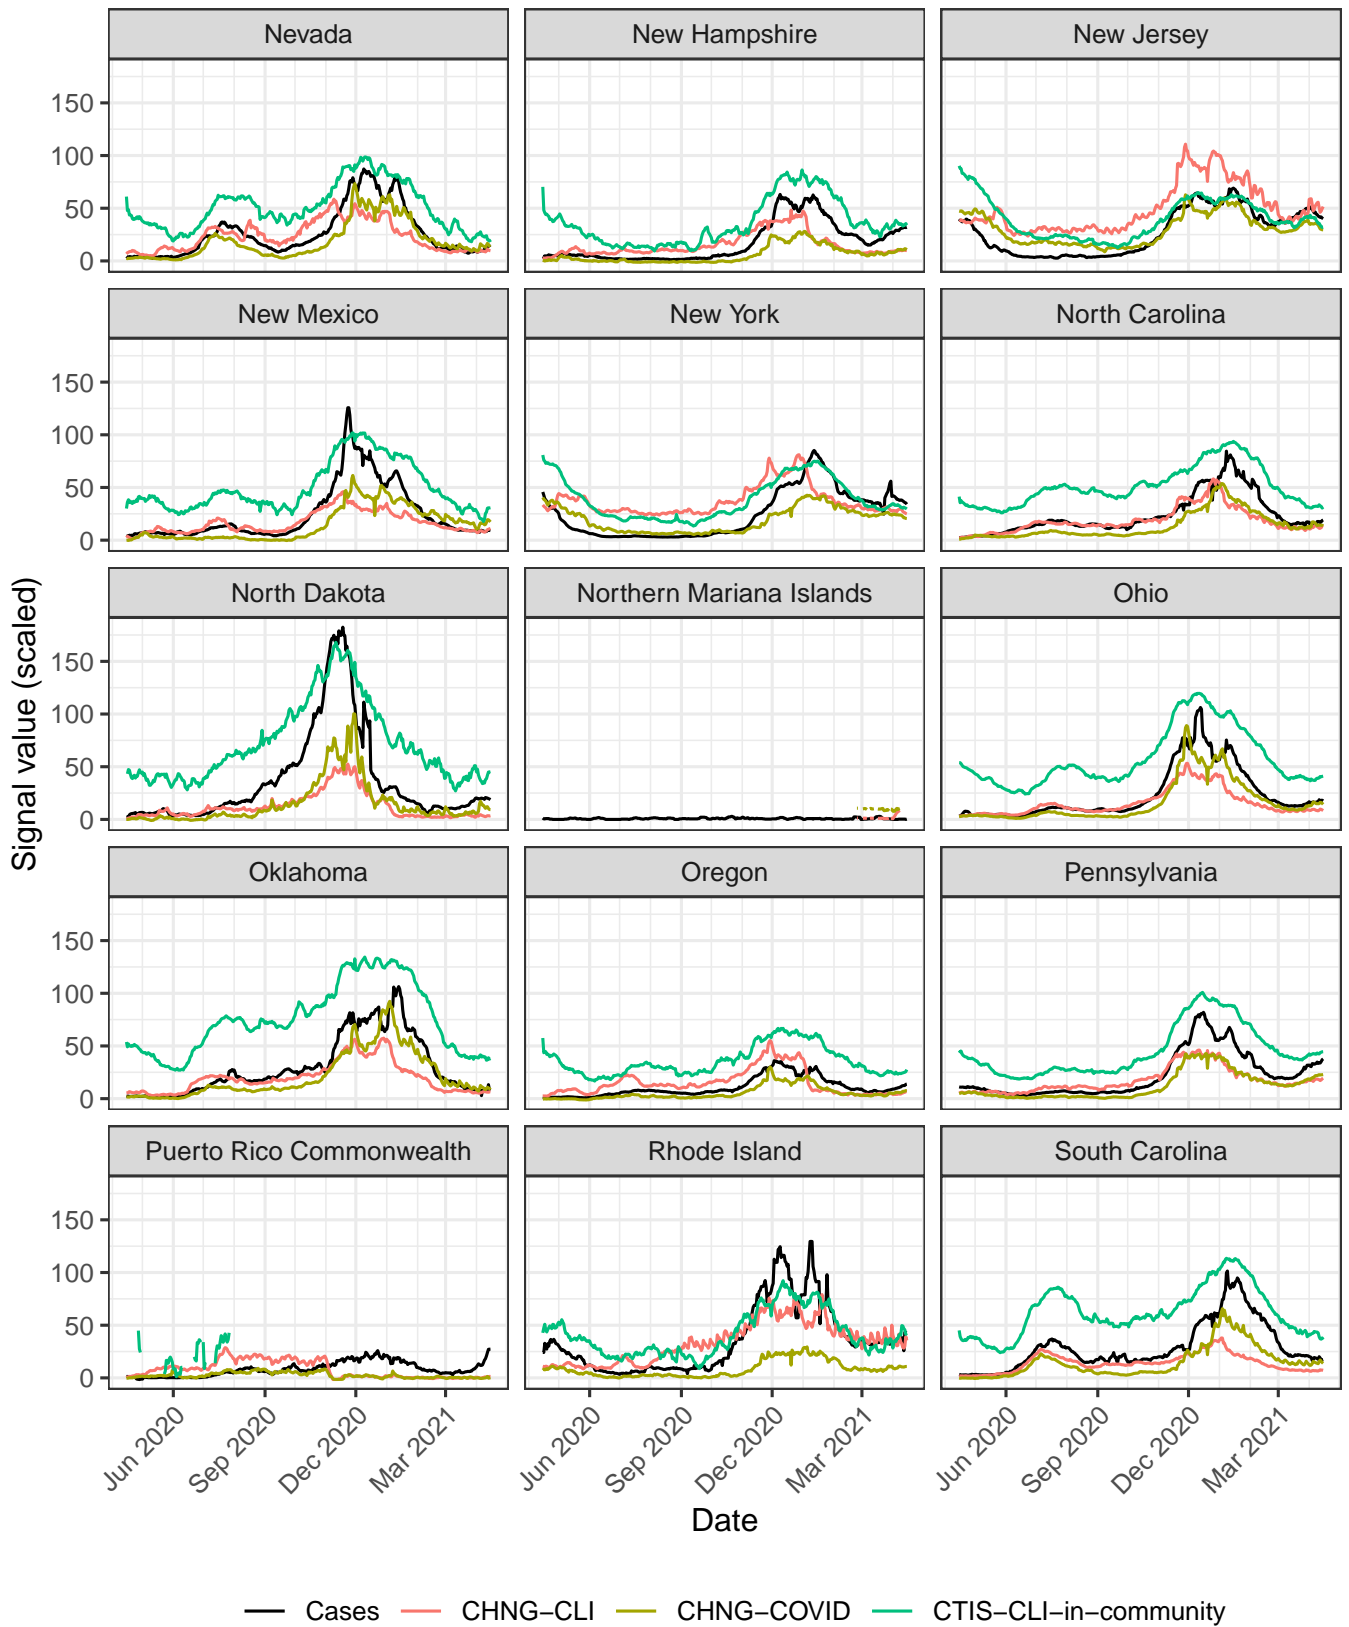 Nevada
New Hampshire
New Jersey
150
100
50
0
New Mexico
New York
North Carolina
150
100
50
0
Signal value (scaled)
North Dakota
Northern Mariana Islands
Ohio
150
100
50
0
Oklahoma
Oregon
Pennsylvania
150
100
50
0
Puerto Rico Commonwealth
Rhode Island
South Carolina
150
100
50
0
Jun 2020
Sep 2020
Dec 2020
Mar 2021
Jun 2020
Sep 2020
Dec 2020
Mar 2021
Jun 2020
Sep 2020
Dec 2020
Mar 2021
Date
Cases CHNG−CLI CHNG−COVID CTIS−CLI−in−community